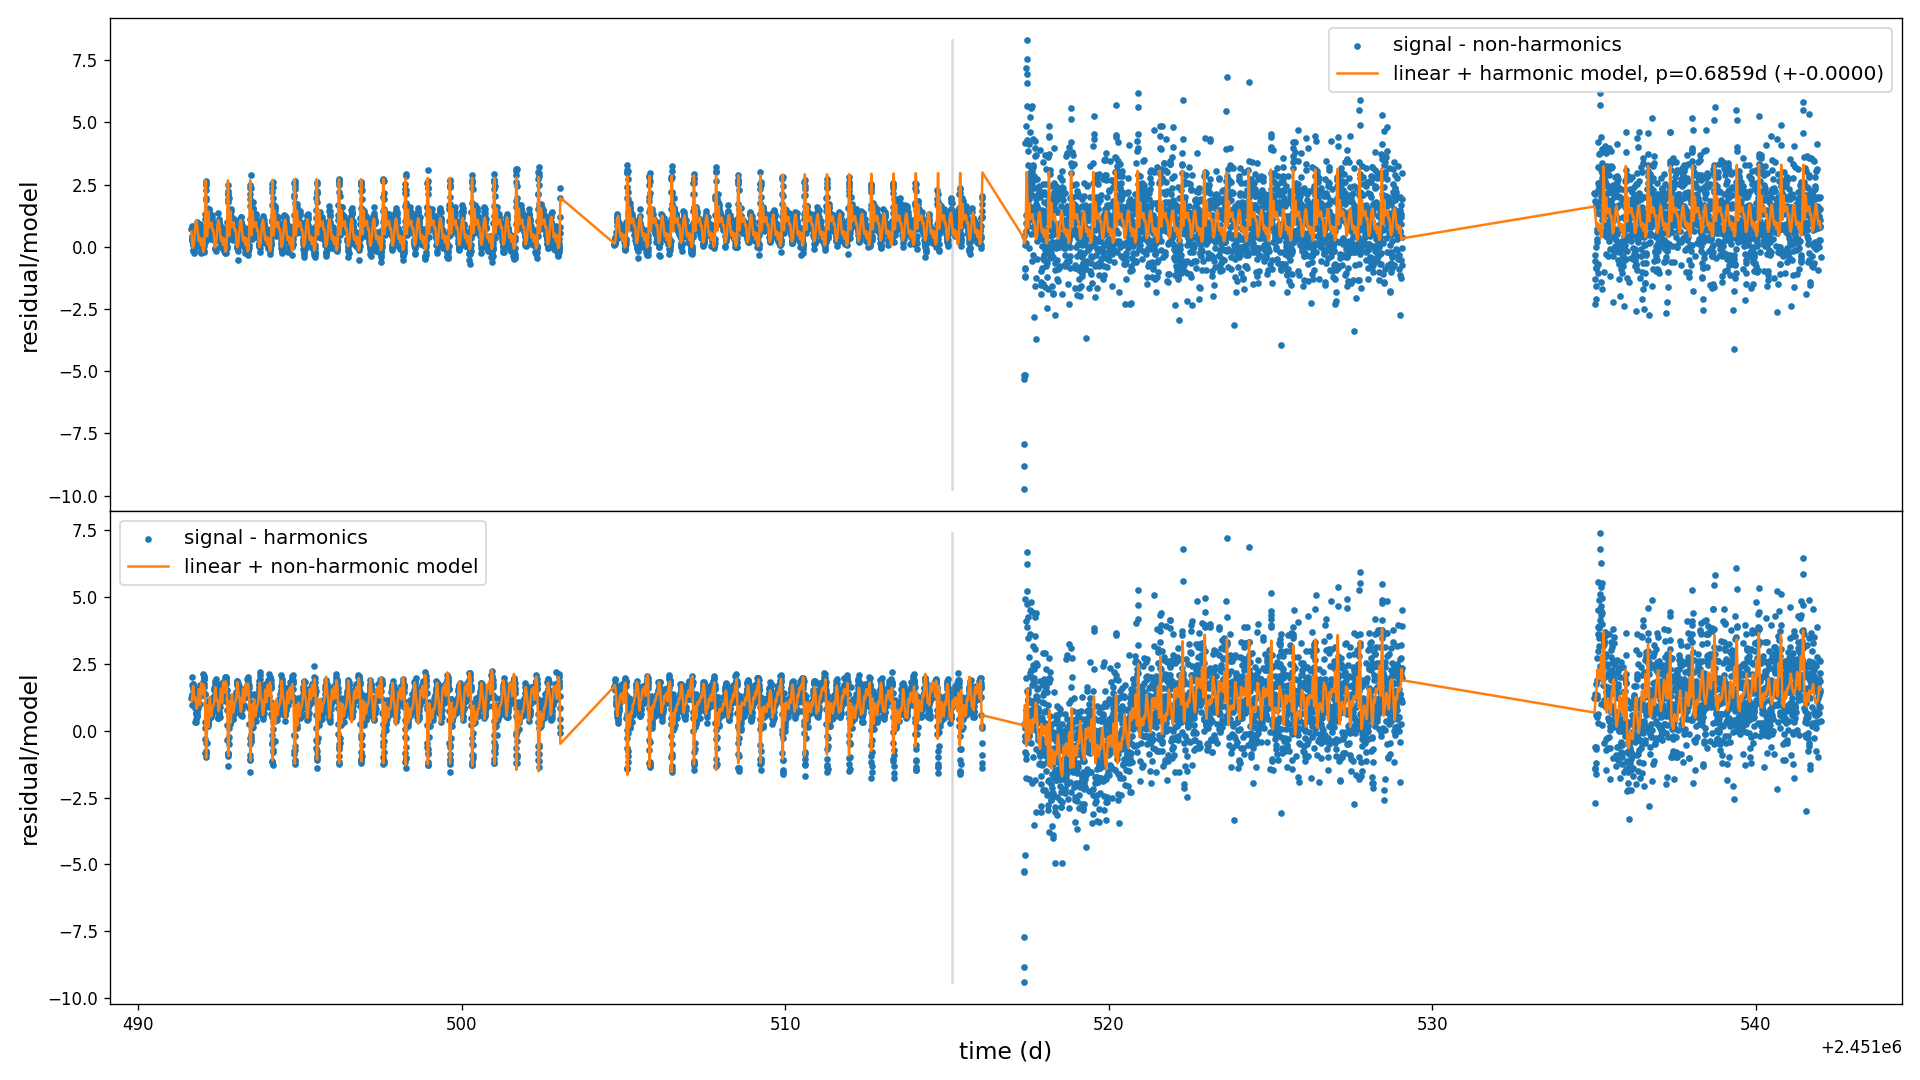 7.5
5.0
2.5
0.0
−2.5
−5.0
−7.5
−10.0
residual/model
signal - non-harmonics
linear + harmonic model, p=0.6859d (+-0.0000)
7.5
5.0
2.5
0.0
−2.5
−5.0
−7.5
−10.0
residual/model
signal - harmonics
linear + non-harmonic model
490 500 510 520 530 540
time (d)
+2.451e6